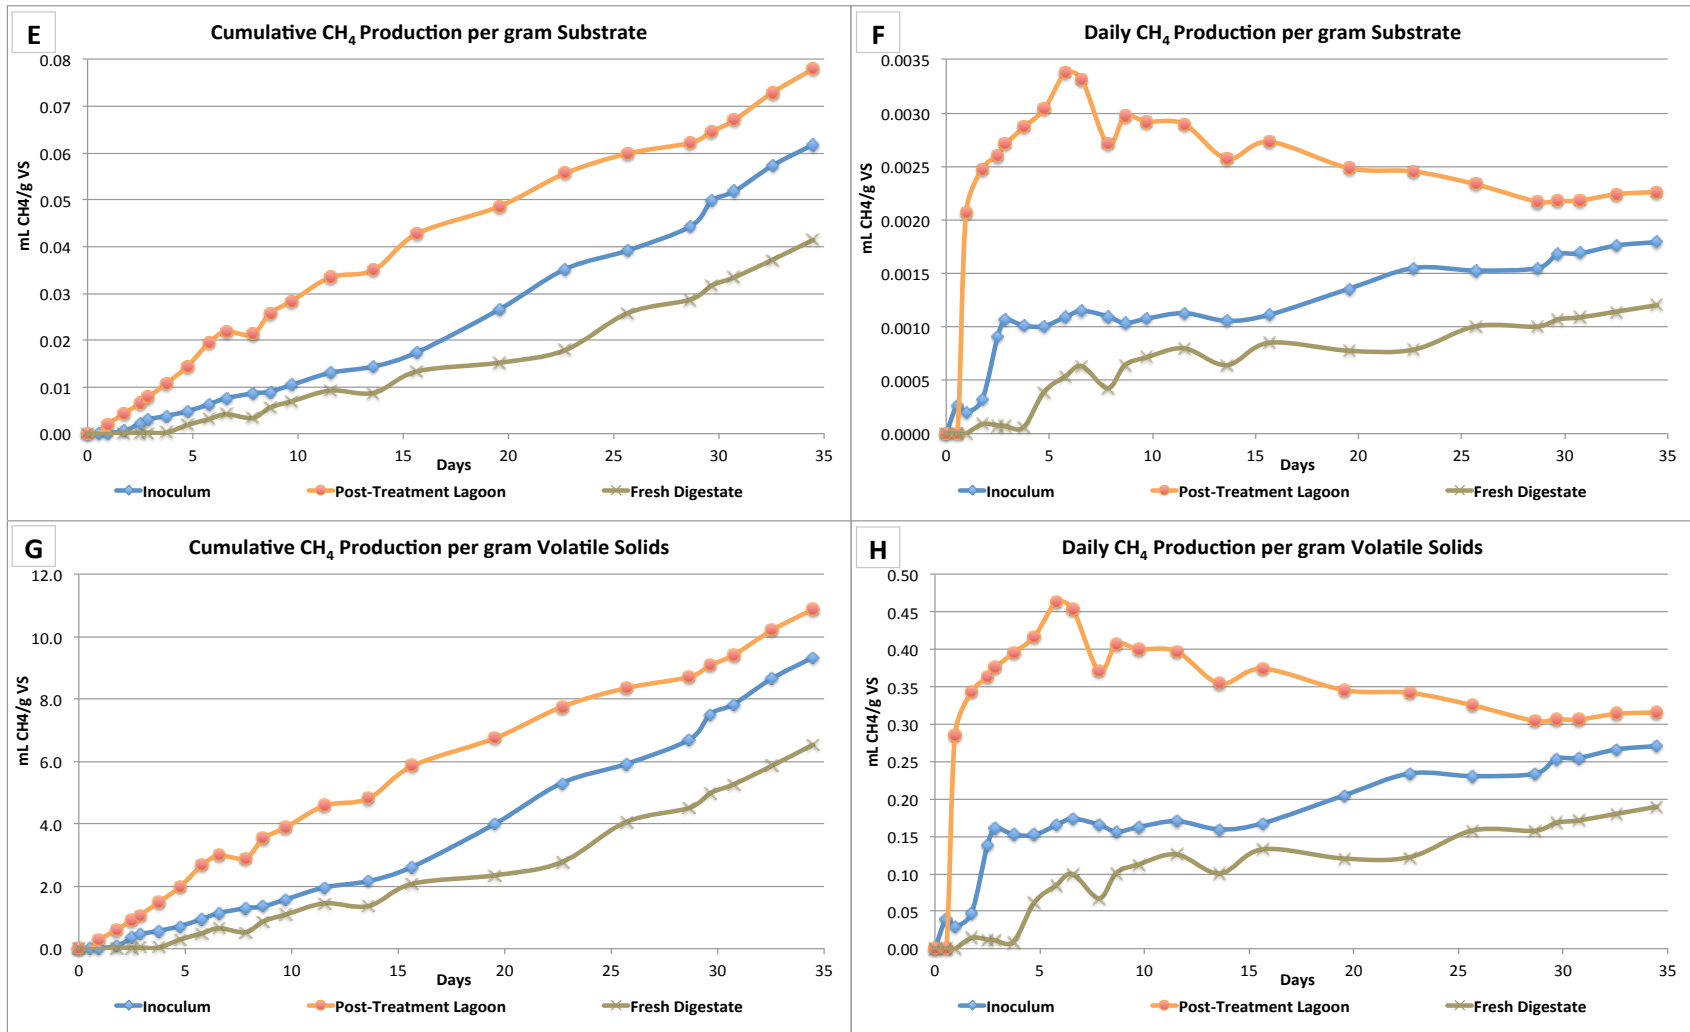 E
Cumulative CH4 Production per gram Substrate
mL CH4/g VS
0.08
0.07
0.06
0.05
0.04
0.03
0.02
0.01
0.00
0 5 10 15 20 25 30 35
Days
Inoculum Post-Treatment Lagoon Fresh Digestate
F
Daily CH4 Production per gram Substrate
mL CH4/g VS
0.0035
0.0030
0.0025
0.0020
0.0015
0.0010
0.0005
0.0000
0 5 10 15 20 25 30 35
Days
Inoculum Post-Treatment Lagoon Fresh Digestate
G
Cumulative CH4 Production per gram Volatile Solids
mL CH4/g VS
12.0
10.0
8.0
6.0
4.0
2.0
0.0
0 5 10 15 20 25 30 35
Days
Inoculum Post-Treatment Lagoon Fresh Digestate
H
Daily CH4 Production per gram Volatile Solids
mL CH4/g VS
0.50
0.45
0.40
0.35
0.30
0.25
0.20
0.15
0.10
0.05
0.00
0 5 10 15 20 25 30 35
Days
Inoculum Post-Treatment Lagoon Fresh Digestate